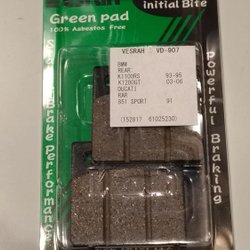 initial Bite
Green pad
100% Asbestos Free
VESRAH VD-907
BMW
REAR
K1100RS 93-95
K1200GT 03-06
DUCATI
RAR
851 SPORT 91
(152817 61025230)
Powerful Braking
Brake Performance